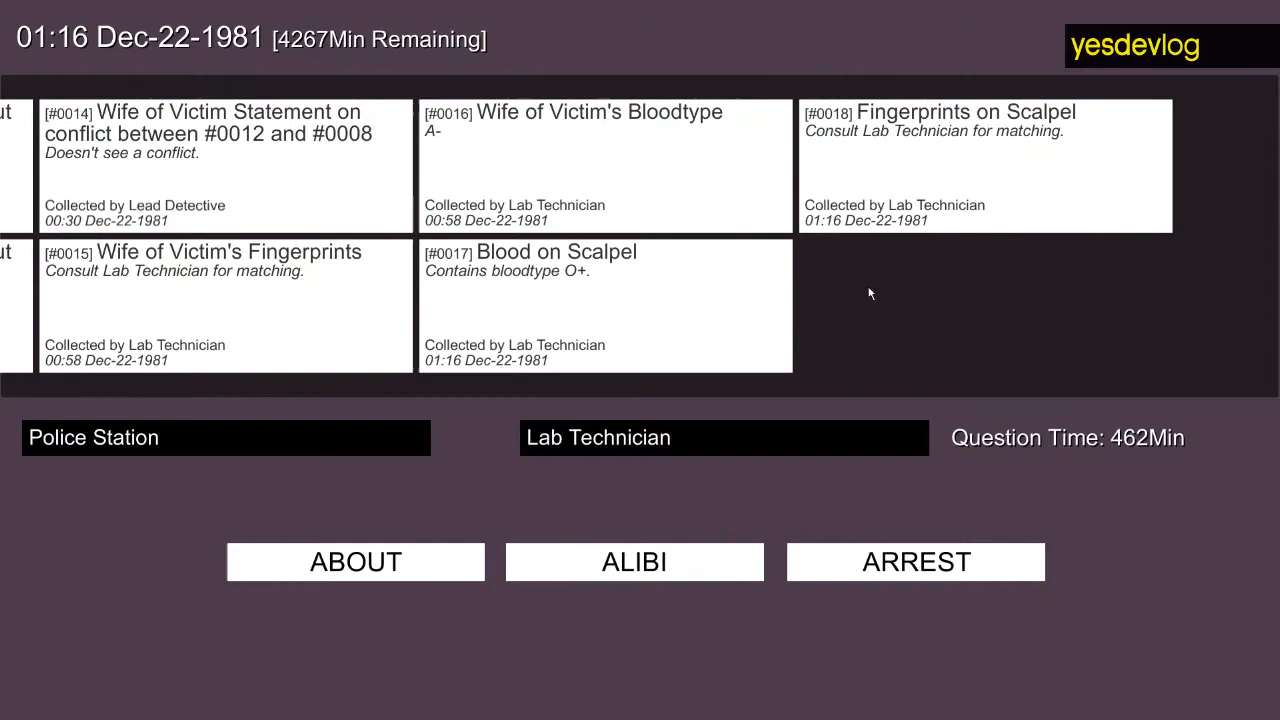 01:16 Dec-22-1981 [4267Min Remaining]
yesdevlog
ut
[#0014] Wife of Victim Statement on
conflict between #0012 and #0008
Doesn't see a conflict.
Collected by Lead Detective
00:30 Dec-22-1981
[#0016] Wife of Victim's Bloodtype
A-
Collected by Lab Technician
00:58 Dec-22-1981
[#0018] Fingerprints on Scalpel
Consult Lab Technician for matching.
Collected by Lab Technician
01:16 Dec-22-1981
ut
[#0015] Wife of Victim's Fingerprints
Consult Lab Technician for matching.
Collected by Lab Technician
00:58 Dec-22-1981
[#0017] Blood on Scalpel
Contains bloodtype O+.
Collected by Lab Technician
01:16 Dec-22-1981
Police Station
Lab Technician
Question Time: 462Min
ABOUT
ALIBI
ARREST